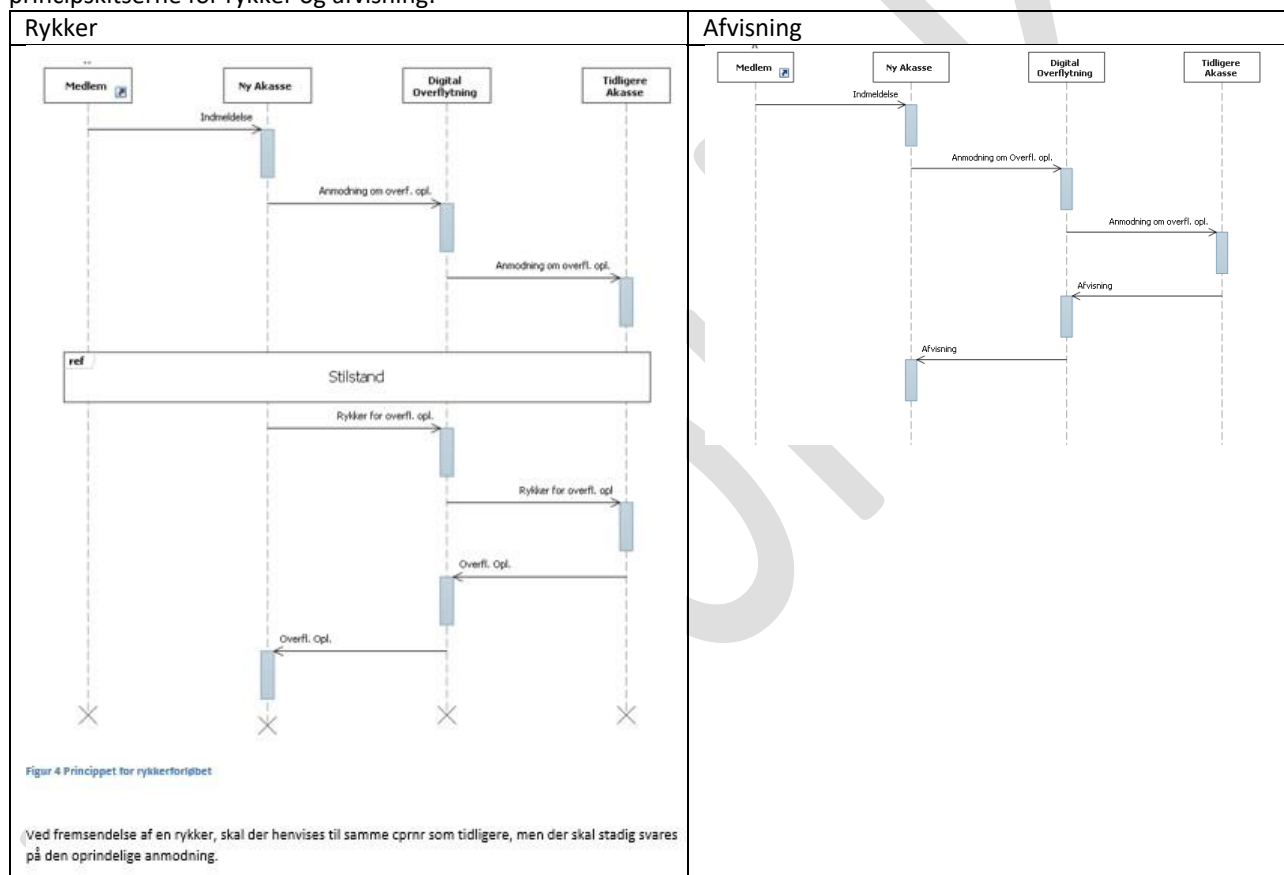 principskitserne for rykker og afvisning:
Rykker
Medlem
Ny Akasse
Digital
Overflytning
Tidligere
Akasse
Indmeldelse
Anmodning om overf. opl.
Anmodning om overfl. opl.
ref
Stilstand
Rykker for overfl. opl.
Rykker for overfl. opl
Overfl. Opl.
Overfl. Opl.
Figur 4 Princippet for rykkerforløbet
Ved fremsendelse af en rykker, skal der henvises til samme cprnr som tidligere, men der skal stadig svares
på den oprindelige anmodning.
Afvisning
Medlem
Ny Akasse
Digital
Overflytning
Tidligere
Akasse
Indmeldelse
Anmodning om Overfl. opl.
Anmodning om overfl. opl.
Afvisning
Afvisning